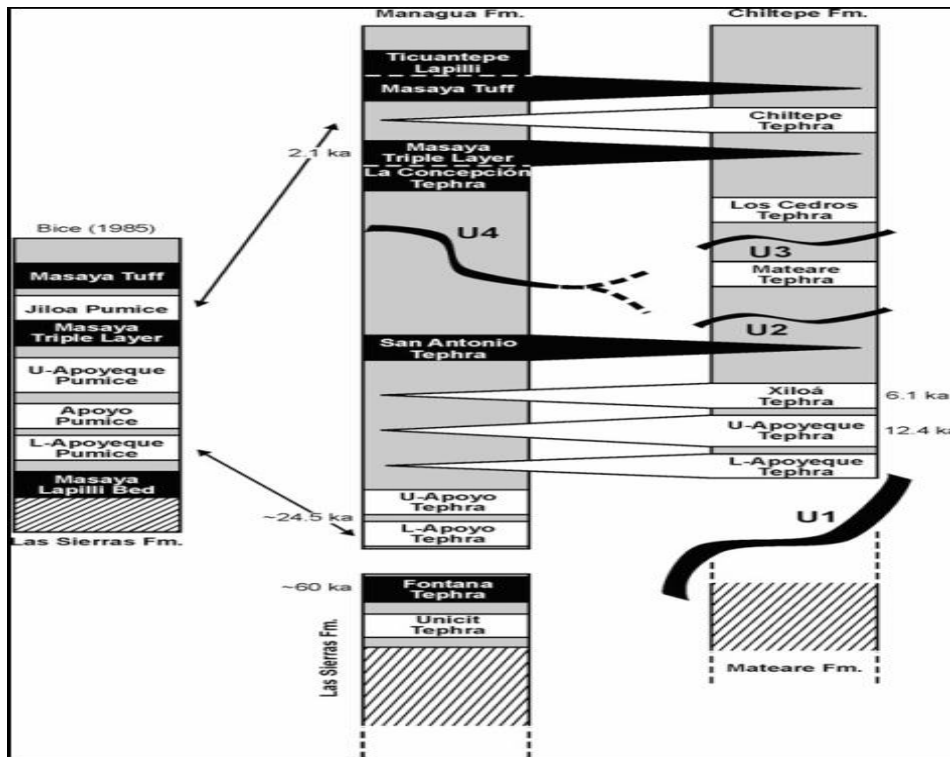 Managua Fm.
Chiltepe Fm.
Ticuantepe
Lapilli
Masaya Tuff
Chiltepe
Tephra
2.1 ka
Masaya
Triple Layer
La Concepción
Tephra
Los Cedros
Tephra
U4
U3
Mateare
Tephra
U2
San Antonio
Tephra
Xiloá
Tephra
6.1 ka
U-Apoyeque
Tephra
12.4 ka
L-Apoyeque
Tephra
U-Apoyo
Tephra
~24.5 ka
L-Apoyo
Tephra
U1
~60 ka
Fontana
Tephra
Unicit
Tephra
Las Sierras Fm.
Mateare Fm.
Bice (1985)
Masaya Tuff
Jiloa Pumice
Masaya
Triple Layer
U-Apoyeque
Pumice
Apoyo
Pumice
L-Apoyeque
Pumice
Masaya
Lapilli Bed
Las Sierras Fm.